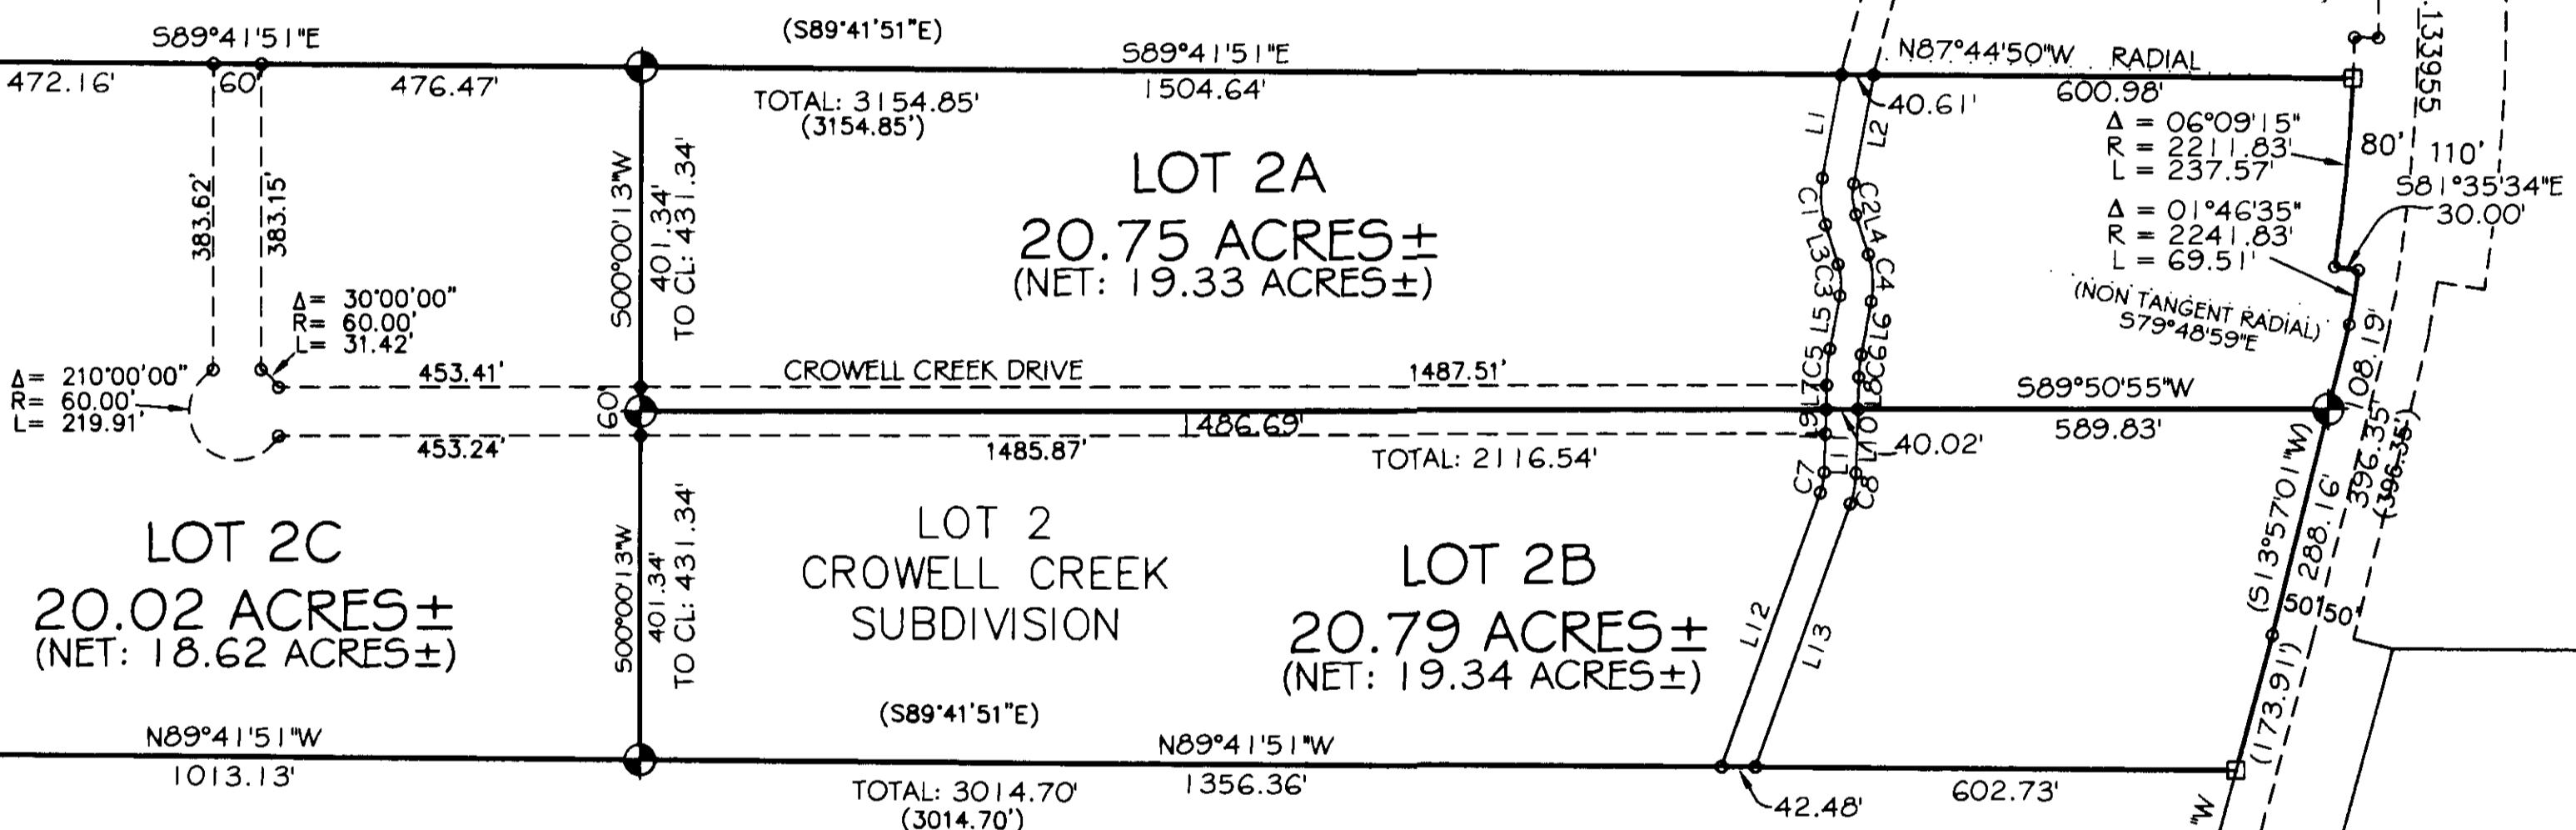 S89°41'51"E
472.16'
60'
476.47'
(S89°41'51"E)
S89°41'51"E
1504.64'
TOTAL: 3154.85'
(3154.85')
N87°44'50"W RADIAL
40.61'
600.98'
Δ = 06°09'15"
R = 2211.83'
L = 237.57'
Δ = 01°46'35"
R = 2241.83'
L = 69.51'
(NON TANGENT RADIAL)
S79°48'59"E
13955
80'
110'
S81°35'34"E
30.00'
383.62'
383.15'
S00°00'13"W
401.34'
TO CL: 431.34'
LOT 2A
20.75 ACRES±
(NET: 19.33 ACRES±)
L1
L2
C1
C2
L4
L3
C3
C4
L5
L6
C5
C6
L7
L8
Δ= 30°00'00"
R= 60.00'
L= 31.42'
Δ= 210°00'00"
R= 60.00'
L= 219.91'
453.41'
CROWELL CREEK DRIVE
1487.51'
60'
S89°50'55"W
589.83'
108.19'
1486.69'
453.24'
1485.87'
TOTAL: 2116.54'
L9
L10
L11
40.02'
C7
C8
396.35'
(396.35')
(S13°57'01"W)
288.16'
LOT 2C
20.02 ACRES±
(NET: 18.62 ACRES±)
S00°00'13"W
401.34'
TO CL: 431.34'
LOT 2
CROWELL CREEK
SUBDIVISION
LOT 2B
20.79 ACRES±
(NET: 19.34 ACRES±)
L12
L13
50'
50'
(173.91')
(S89°41'51"E)
N89°41'51"W
1013.13'
N89°41'51"W
1356.36'
TOTAL: 3014.70'
(3014.70')
42.48'
602.73'
"W